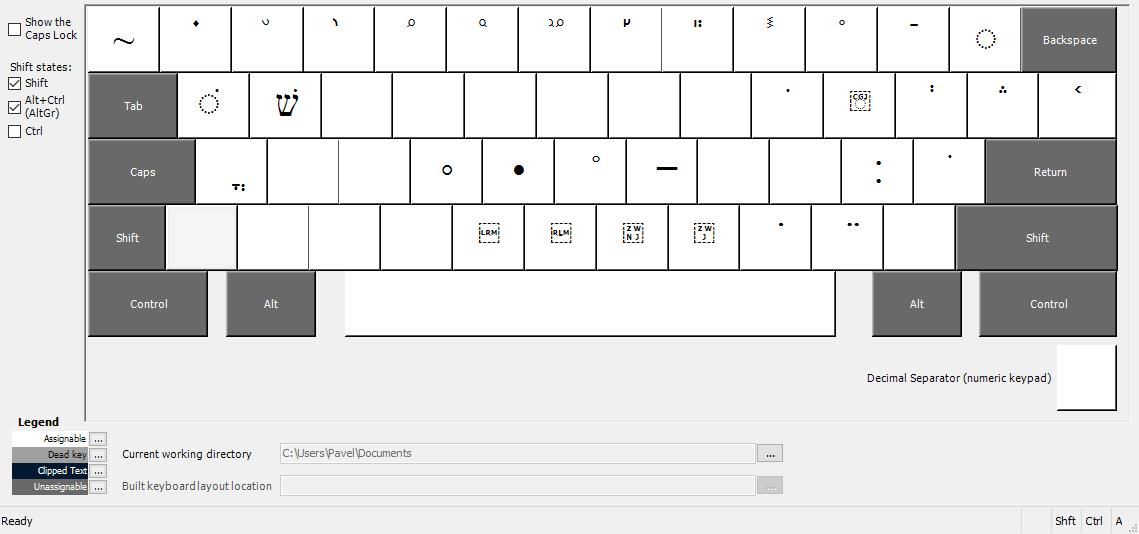 Show the
Caps Lock
Shift states:
Shift
Alt+Ctrl
(AltGr)
Ctrl
~ Backspace
Tab שׁ CGJ
Caps Return
Shift LRM RLM ZWNJ ZWJ Shift
Control Alt Alt Control
Decimal Separator (numeric keypad)
Legend
Assignable ...
Dead key ...
Clipped Text ...
Unassignable ...
Current working directory C:\Users\Pavel\Documents ...
Built keyboard layout location ...
Ready Shft Ctrl A